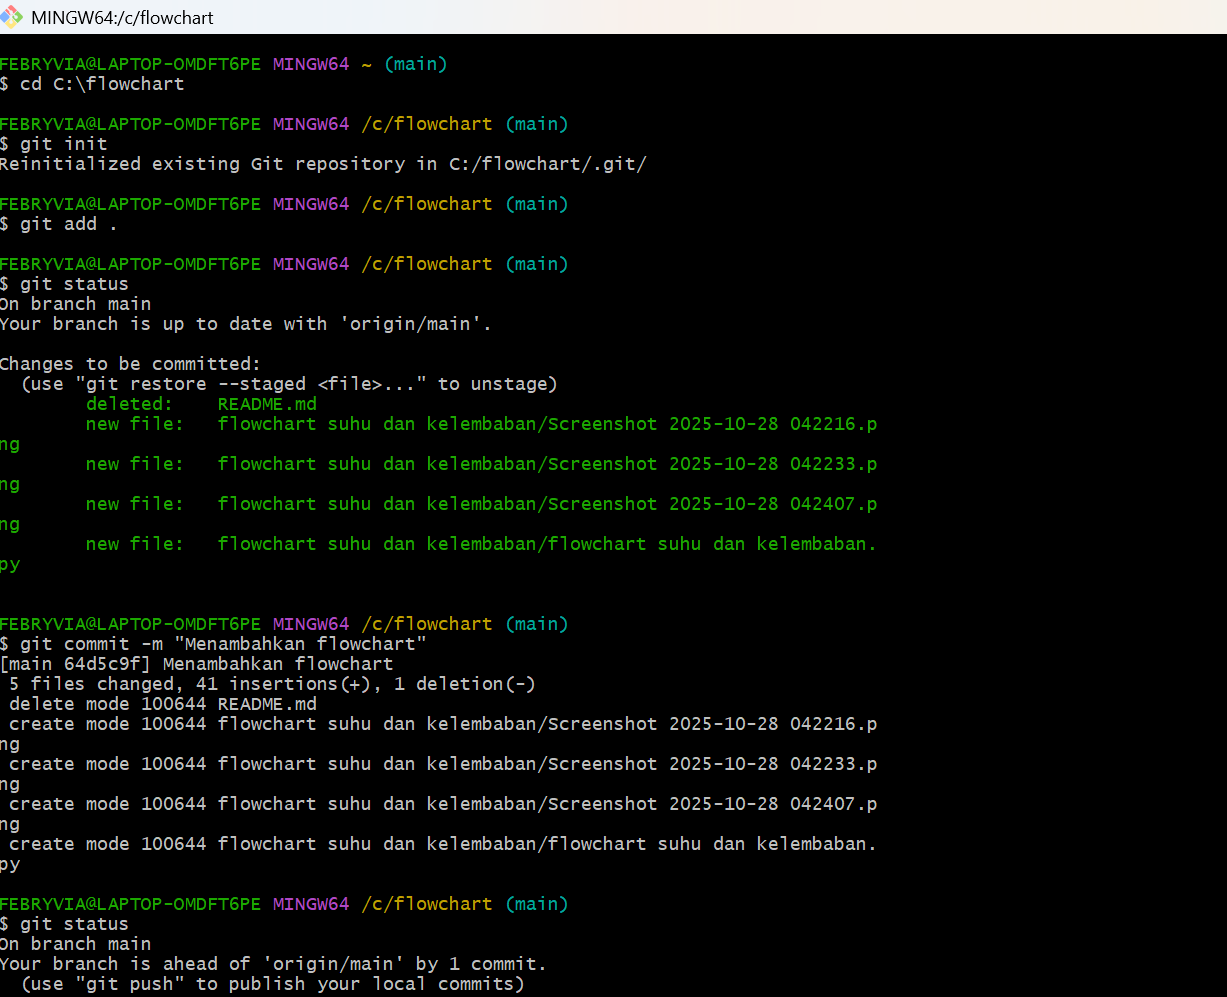 MINGW64:/c/flowchart
FEBRYVIA@LAPTOP-OMDFT6PE MINGW64 ~ (main)
$ cd C:\flowchart
FEBRYVIA@LAPTOP-OMDFT6PE MINGW64 /c/flowchart (main)
$ git init
Reinitialized existing Git repository in C:/flowchart/.git/
FEBRYVIA@LAPTOP-OMDFT6PE MINGW64 /c/flowchart (main)
$ git add .
FEBRYVIA@LAPTOP-OMDFT6PE MINGW64 /c/flowchart (main)
$ git status
On branch main
Your branch is up to date with 'origin/main'.
Changes to be committed:
  (use "git restore --staged <file>..." to unstage)
        deleted:    README.md
        new file:   flowchart suhu dan kelembaban/Screenshot 2025-10-28 042216.p
ng
        new file:   flowchart suhu dan kelembaban/Screenshot 2025-10-28 042233.p
ng
        new file:   flowchart suhu dan kelembaban/Screenshot 2025-10-28 042407.p
ng
        new file:   flowchart suhu dan kelembaban/flowchart suhu dan kelembaban.
py
FEBRYVIA@LAPTOP-OMDFT6PE MINGW64 /c/flowchart (main)
$ git commit -m "Menambahkan flowchart"
[main 64d5c9f] Menambahkan flowchart
 5 files changed, 41 insertions(+), 1 deletion(-)
 delete mode 100644 README.md
 create mode 100644 flowchart suhu dan kelembaban/Screenshot 2025-10-28 042216.p
ng
 create mode 100644 flowchart suhu dan kelembaban/Screenshot 2025-10-28 042233.p
ng
 create mode 100644 flowchart suhu dan kelembaban/Screenshot 2025-10-28 042407.p
ng
 create mode 100644 flowchart suhu dan kelembaban/flowchart suhu dan kelembaban.
py
FEBRYVIA@LAPTOP-OMDFT6PE MINGW64 /c/flowchart (main)
$ git status
On branch main
Your branch is ahead of 'origin/main' by 1 commit.
  (use "git push" to publish your local commits)